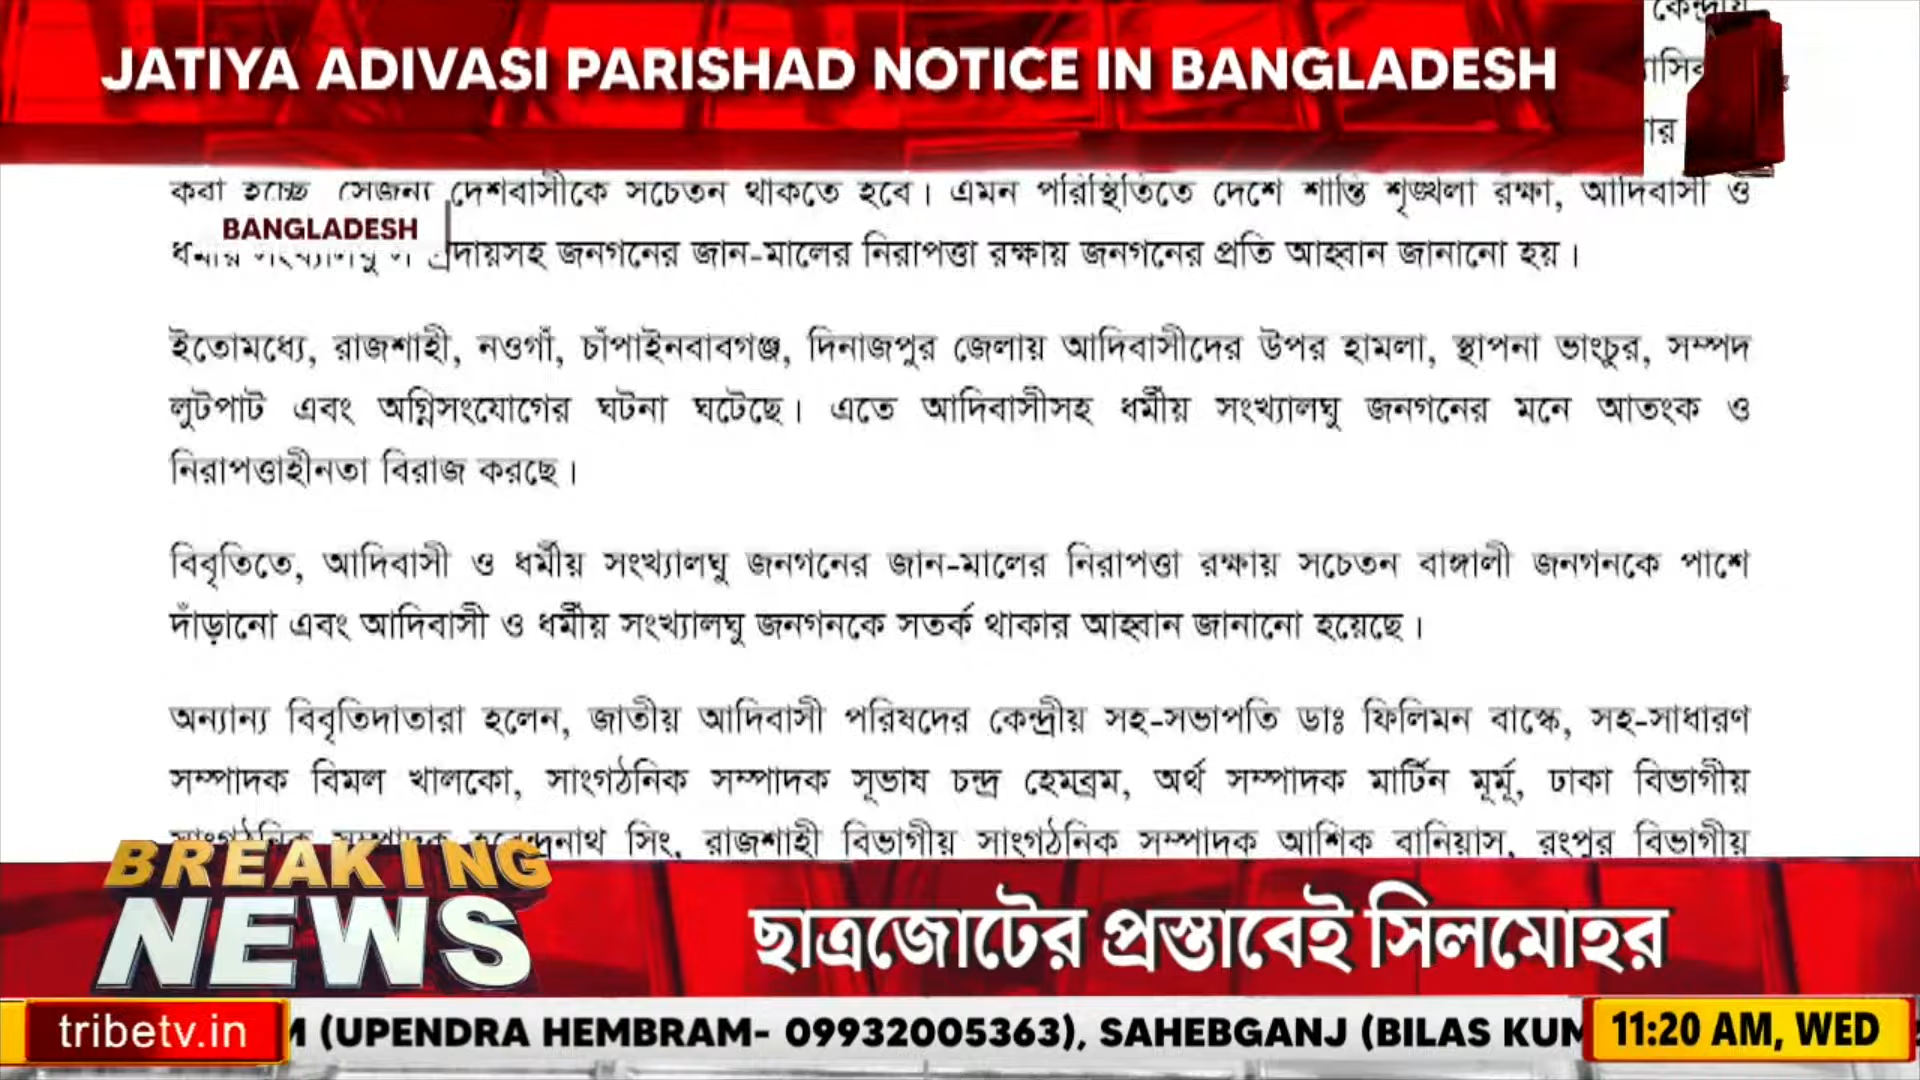 কেন্দ্রীয়
JATIYA ADIVASI PARISHAD NOTICE IN BANGLADESH
করা হচ্ছে সেজন্য দেশবাসীকে সচেতন থাকতে হবে। এমন পরিস্থিতিতে দেশে শান্তি শৃঙ্খলা রক্ষা, আদিবাসী ও
BANGLADESH
জনগনের জান-মালের নিরাপত্তা রক্ষায় জনগনের প্রতি আহ্বান জানানো হয়।
ইতোমধ্যে, রাজশাহী, নওগাঁ, চাঁপাইনবাবগঞ্জ, দিনাজপুর জেলায় আদিবাসীদের উপর হামলা, স্থাপনা ভাংচুর, সম্পদ
লুটপাট এবং অগ্নিসংযোগের ঘটনা ঘটেছে। এতে আদিবাসীসহ ধর্মীয় সংখ্যালঘু জনগনের মনে আতংক ও
নিরাপত্তাহীনতা বিরাজ করছে।
বিবৃতিতে, আদিবাসী ও ধর্মীয় সংখ্যালঘু জনগনের জান-মালের নিরাপত্তা রক্ষায় সচেতন বাঙ্গালী জনগনকে পাশে
দাঁড়ানো এবং আদিবাসী ও ধর্মীয় সংখ্যালঘু জনগনকে সতর্ক থাকার আহ্বান জানানো হয়েছে।
অন্যান্য বিবৃতিদাতারা হলেন, জাতীয় আদিবাসী পরিষদের কেন্দ্রীয় সহ-সভাপতি ডাঃ ফিলিমন বাস্কে, সহ-সাধারণ
সম্পাদক বিমল খালকো, সাংগঠনিক সম্পাদক সূভাষ চন্দ্র হেমব্রম, অর্থ সম্পাদক মার্টিন মূর্মূ, ঢাকা বিভাগীয়
সাংগঠনিক সম্পাদক নরেন্দ্রনাথ সিং, রাজশাহী বিভাগীয় সাংগঠনিক সম্পাদক আশিক বানিয়াস, রংপুর বিভাগীয়
BREAKING
NEWS
ছাত্রজোটের প্রস্তাবেই সিলমোহর
tribetv.in
M (UPENDRA HEMBRAM- 09932005363), SAHEBGANJ (BILAS KUM
11:20 AM, WED